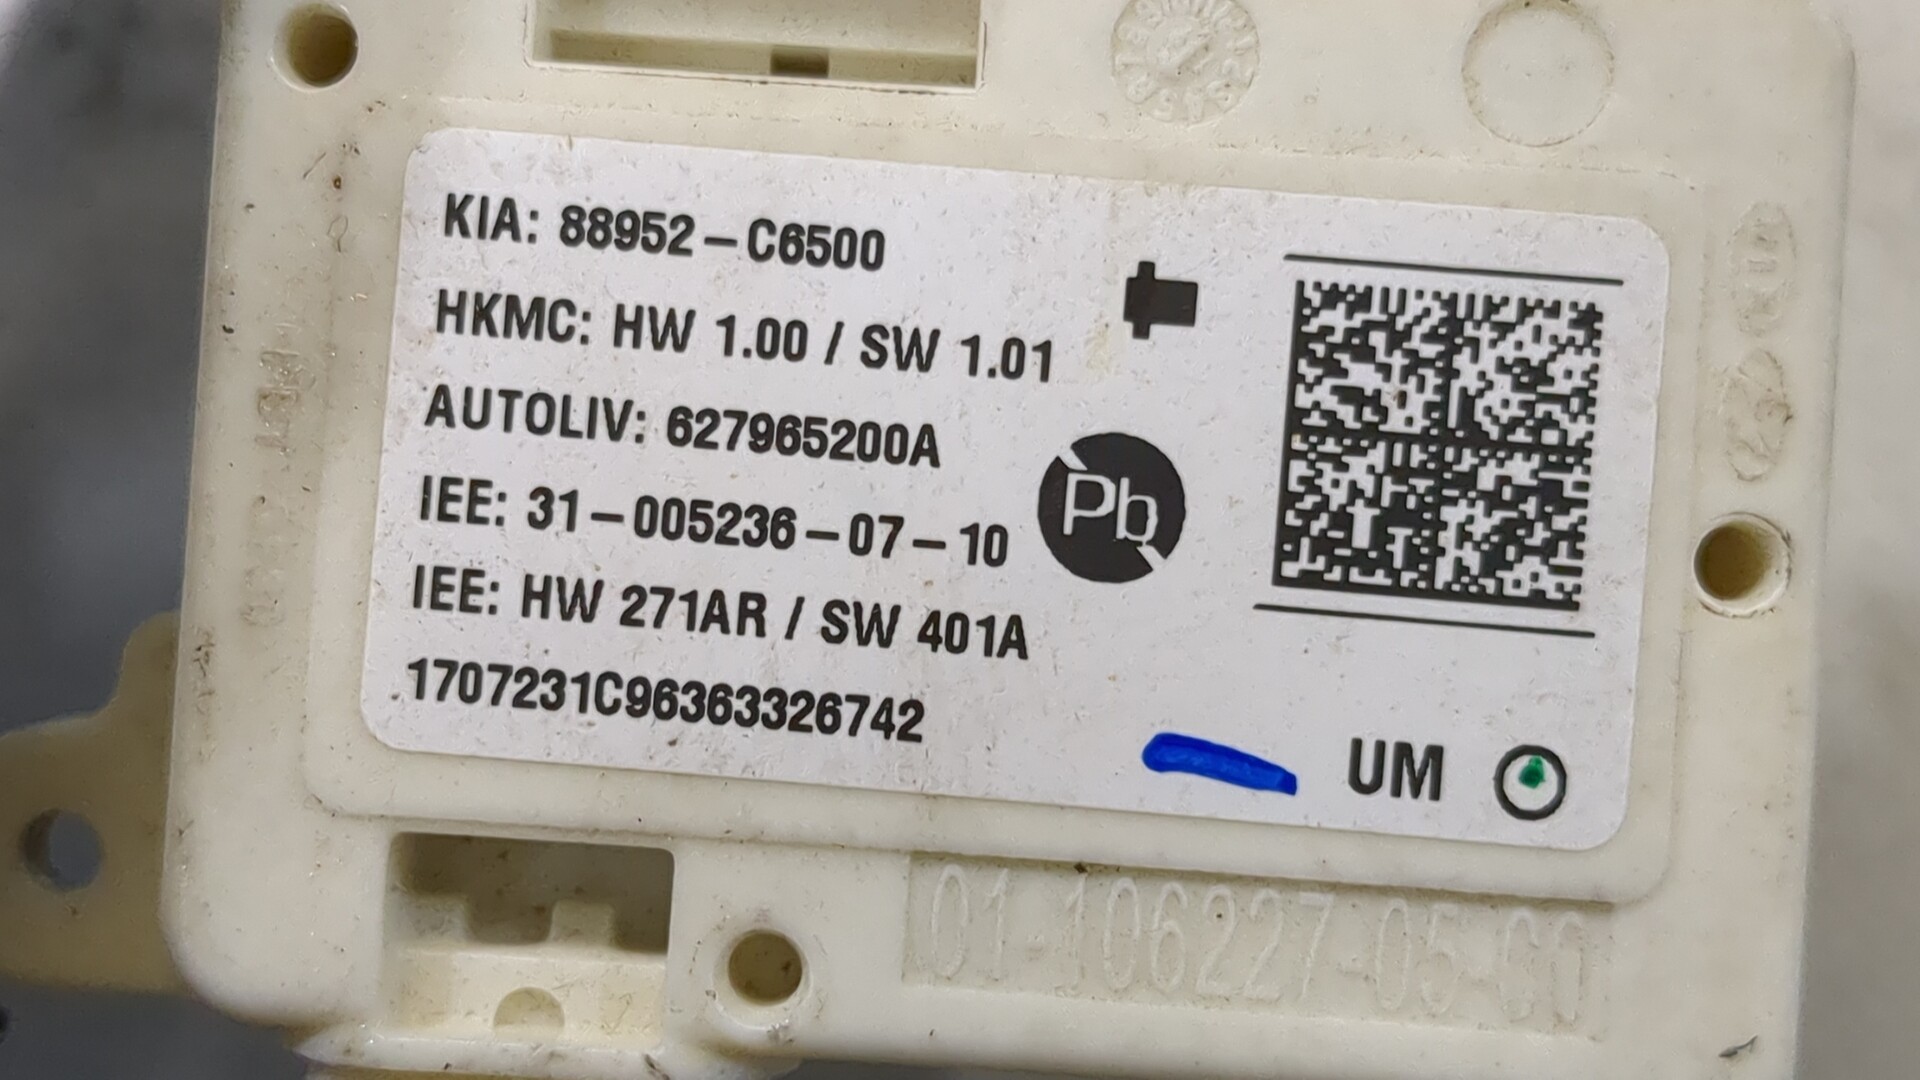 KIA: 88952-C6500
HKMC: HW 1.00 / SW 1.01
AUTOLIV: 627965200A
IEE: 31-005236-07-10
Pb
IEE: HW 271AR / SW 401A
1707231C96363326742
UM
01-106227-05-C0